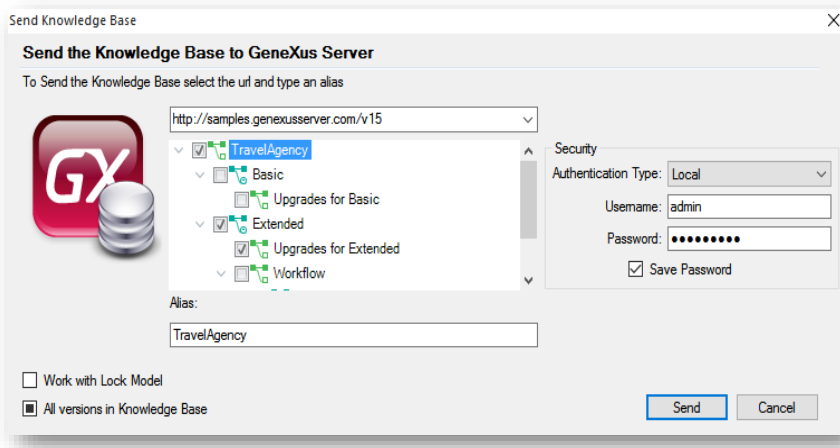 Send Knowledge Base
Send the Knowledge Base to GeneXus Server
To Send the Knowledge Base select the url and type an alias
GX
http://samples.genexusserver.com/v15
TravelAgency
Basic
Upgrades for Basic
Extended
Upgrades for Extended
Workflow
Security
Authentication Type: Local
Username: admin
Password: ●●●●●●●●●
Save Password
Alias:
TravelAgency
Work with Lock Model
All versions in Knowledge Base
Send
Cancel